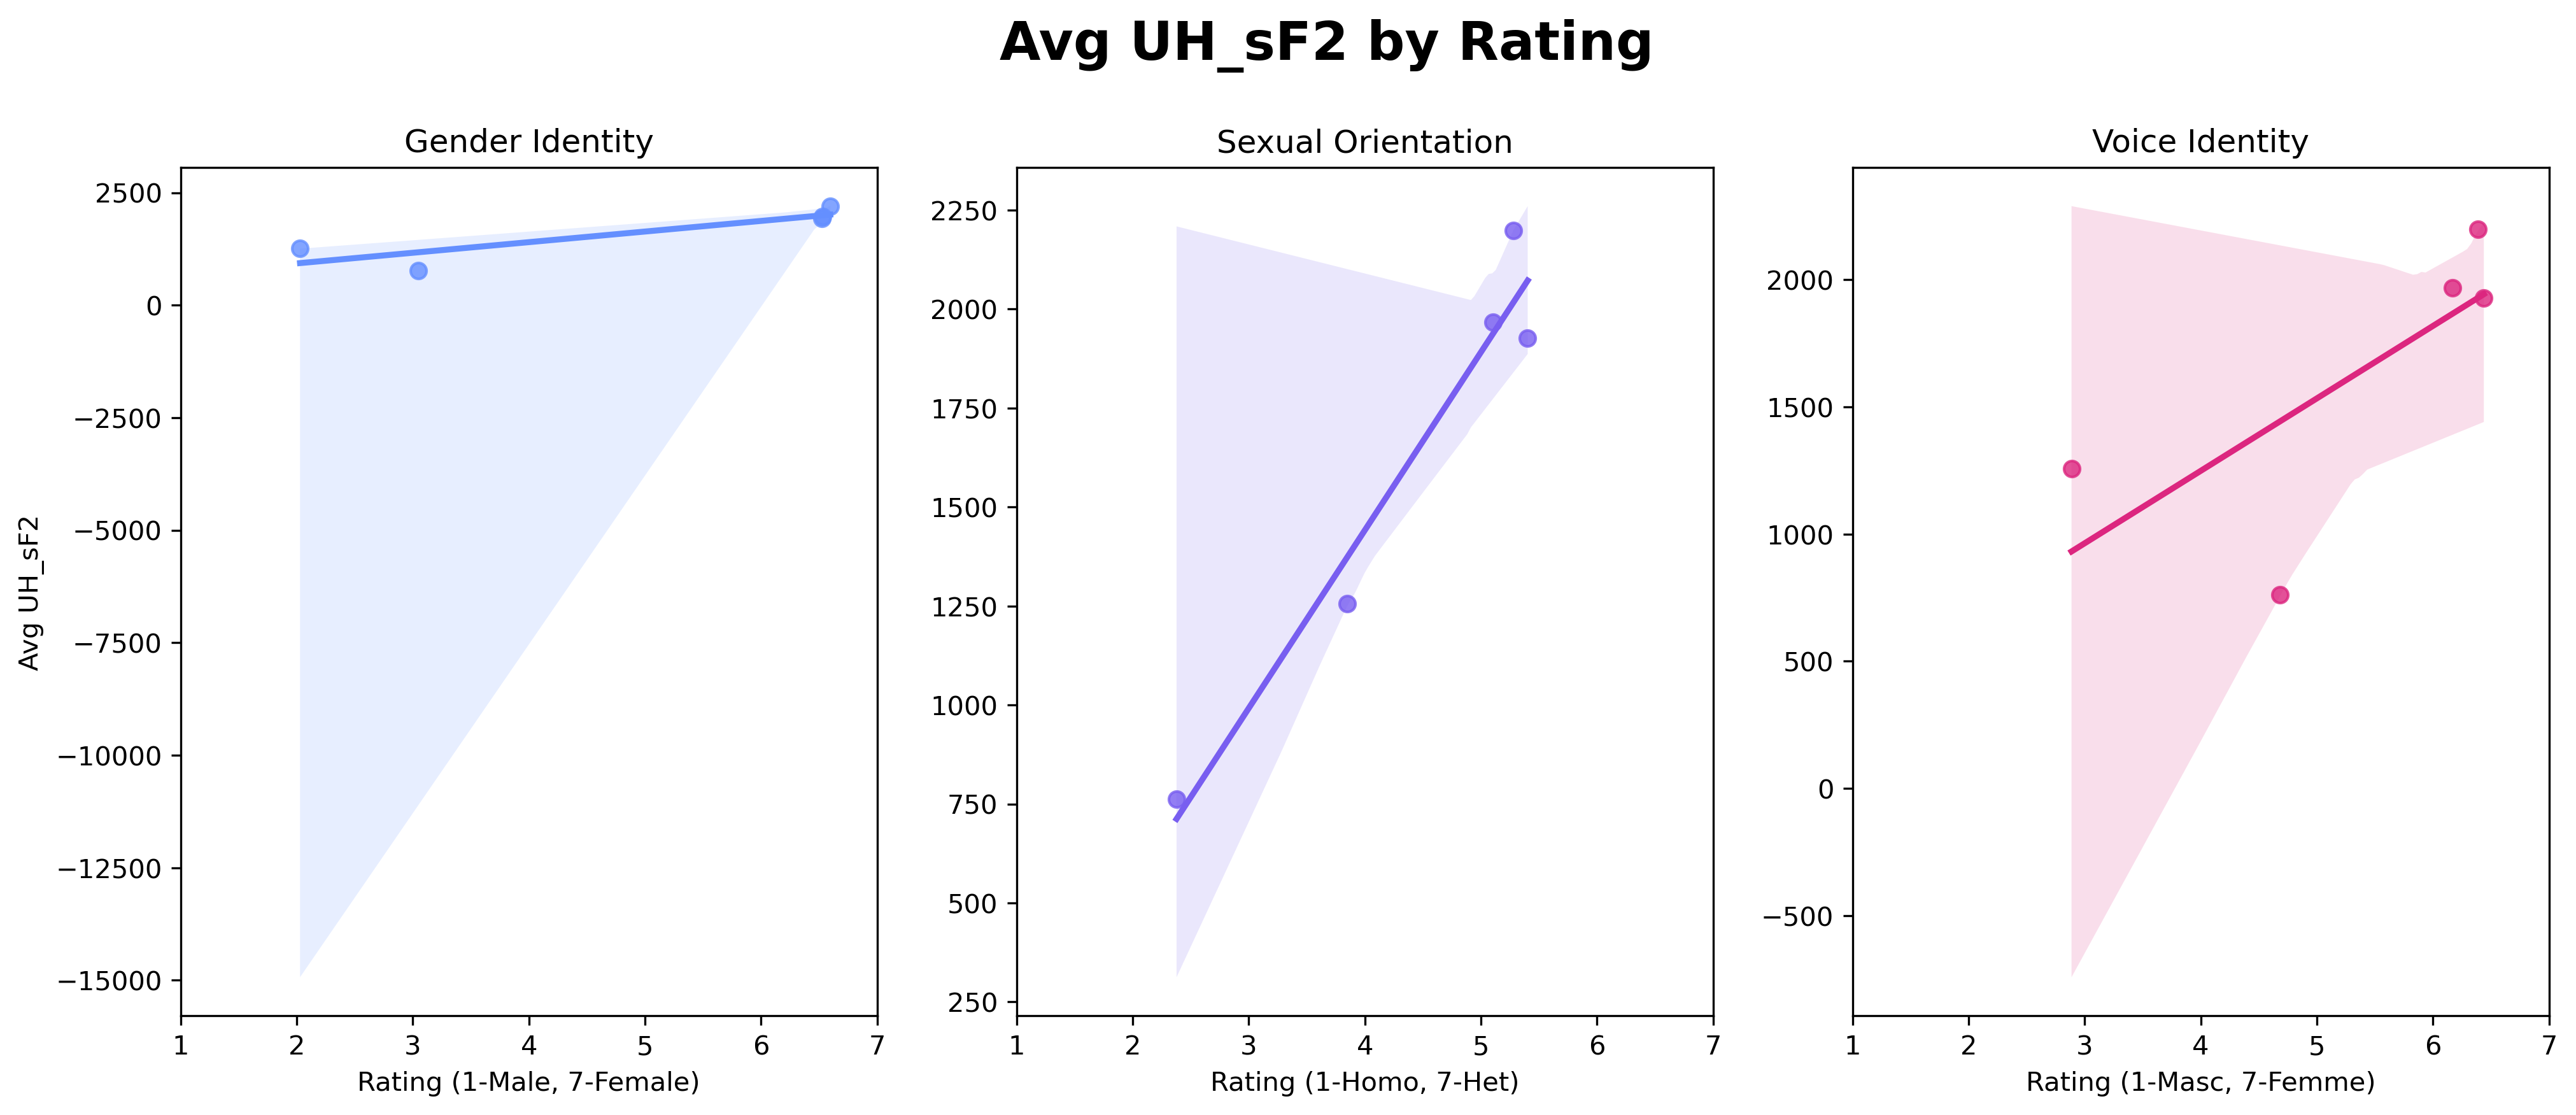 Avg UH_sF2 by Rating
Gender Identity
2500
0
−2500
−5000
−7500
−10000
−12500
−15000
Avg UH_sF2
1 2 3 4 5 6 7
Rating (1-Male, 7-Female)
Sexual Orientation
2250
2000
1750
1500
1250
1000
750
500
250
1 2 3 4 5 6 7
Rating (1-Homo, 7-Het)
Voice Identity
2000
1500
1000
500
0
−500
1 2 3 4 5 6 7
Rating (1-Masc, 7-Femme)